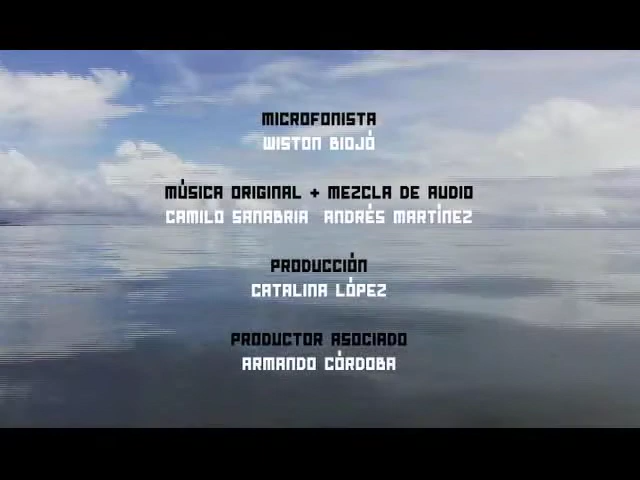 MICROFONISTA
WISTON BIOJÓ
MÚSICA ORIGINAL + MEZCLA DE AUDIO
CAMILO SANABRIA ANDRÉS MARTÍNEZ
PRODUCCIÓN
CATALINA LÓPEZ
PRODUCTOR ASOCIADO
ARMANDO CÓRDOBA